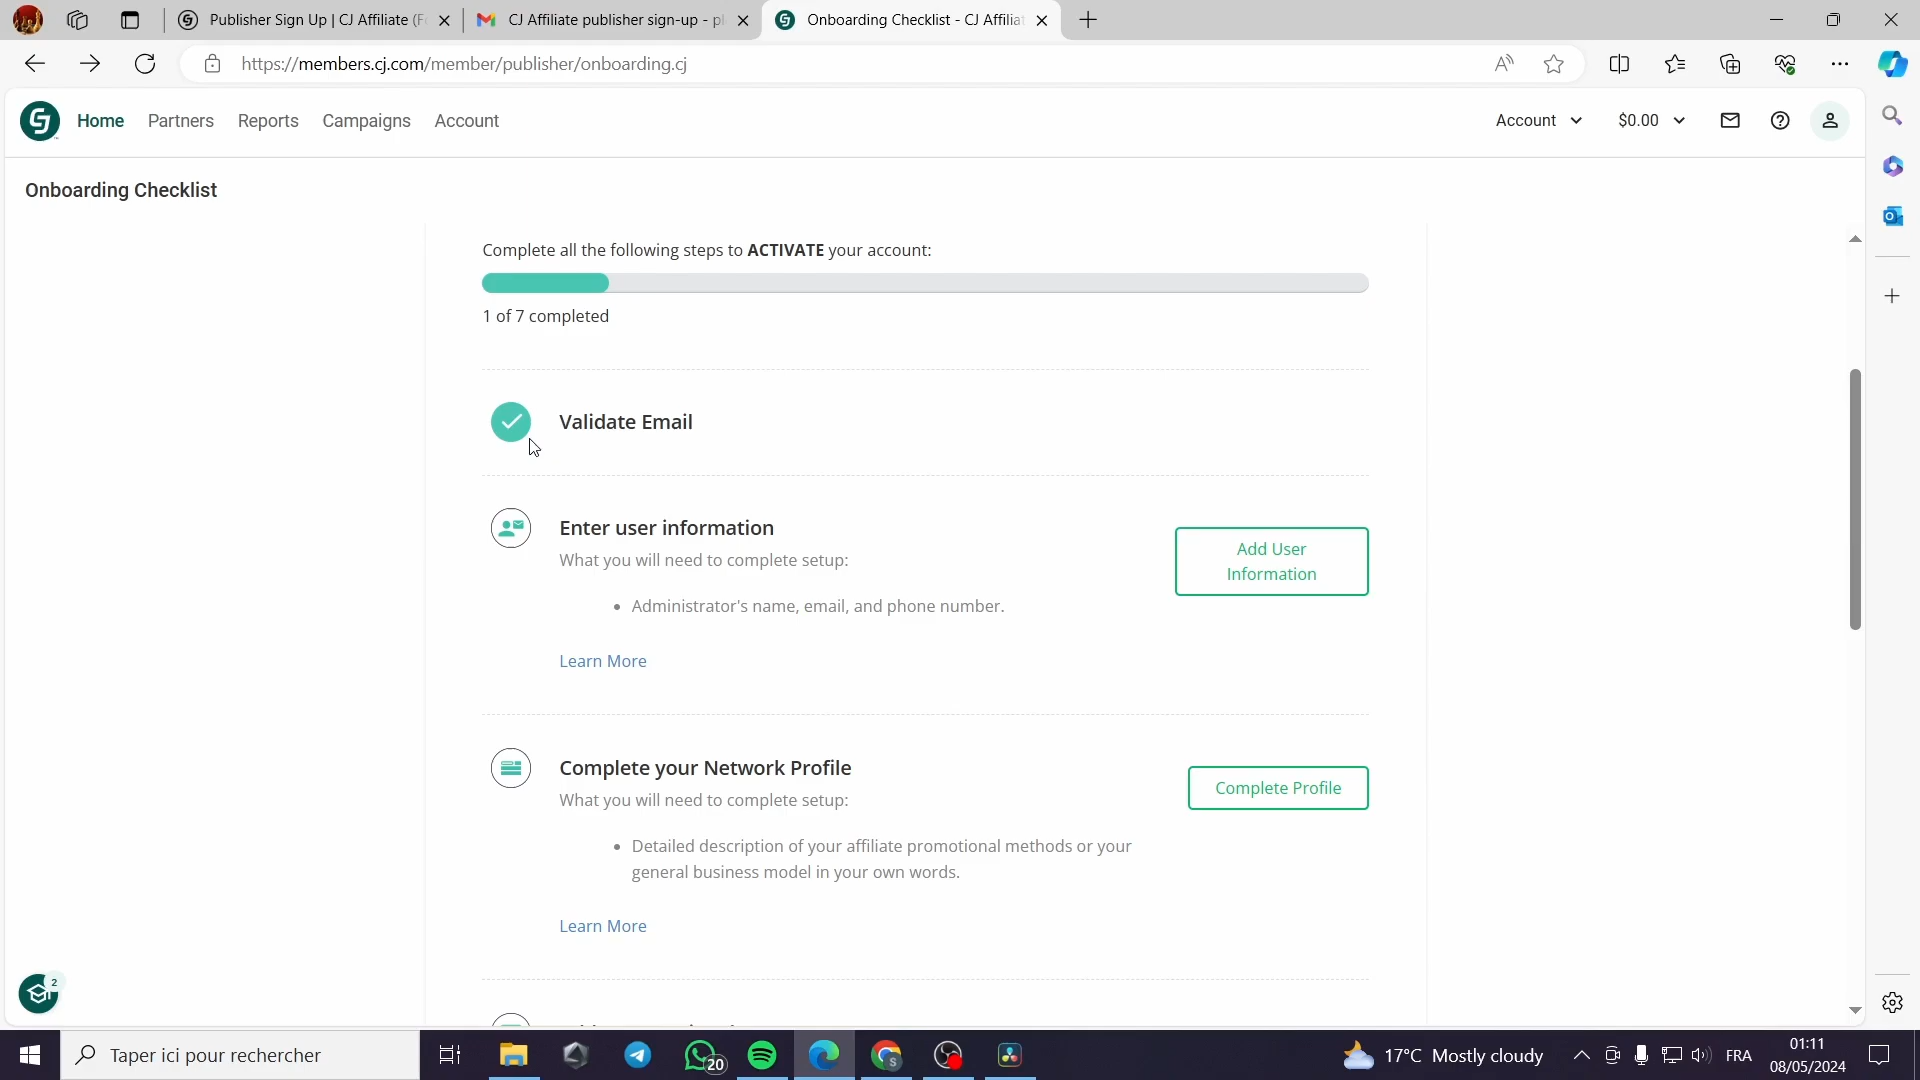 Publisher Sign Up | CJ Affiliate (F
CJ Affiliate publisher sign-up - pl
Onboarding Checklist - CJ Affiliat
https://members.cj.com/member/publisher/onboarding.cj
Home
Partners
Reports
Campaigns
Account
Account
$0.00
Onboarding Checklist
Complete all the following steps to ACTIVATE your account:
1 of 7 completed
Validate Email
Enter user information
What you will need to complete setup:
Add User
Information
• Administrator's name, email, and phone number.
Learn More
Complete your Network Profile
What you will need to complete setup:
Complete Profile
• Detailed description of your affiliate promotional methods or your
general business model in your own words.
Learn More
2
Taper ici pour rechercher
20
17°C Mostly cloudy
FRA
01:11
08/05/2024